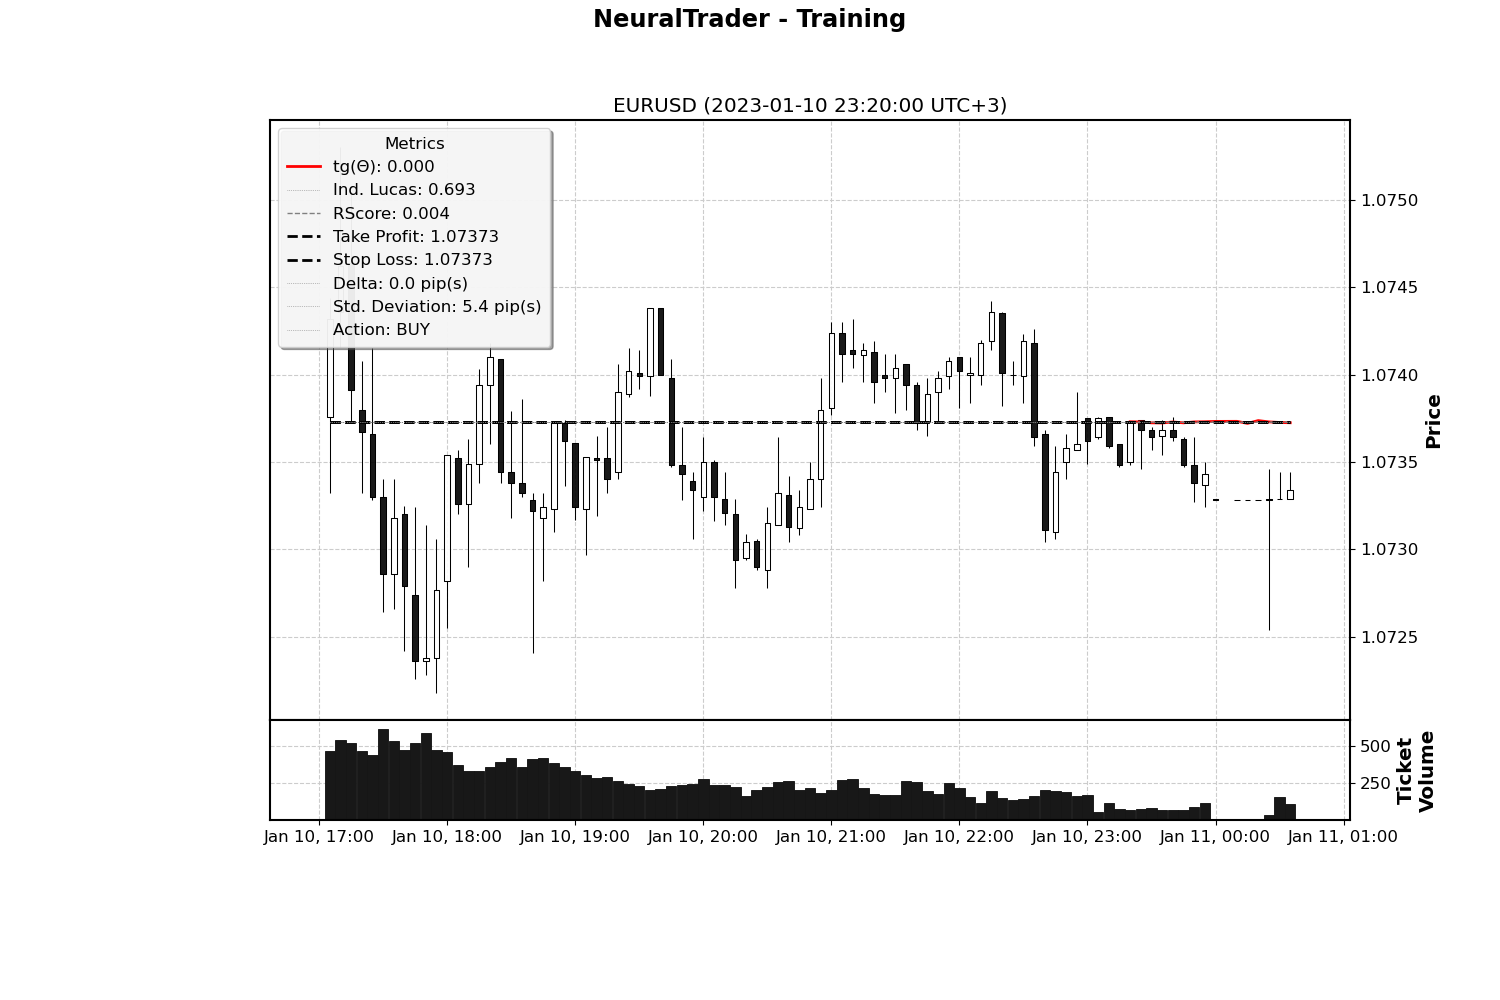 NeuralTrader - Training
EURUSD (2023-01-10 23:20:00 UTC+3)
Metrics
tg(Θ): 0.000
Ind. Lucas: 0.693
RScore: 0.004
Take Profit: 1.07373
Stop Loss: 1.07373
Delta: 0.0 pip(s)
Std. Deviation: 5.4 pip(s)
Action: BUY
1.0750
1.0745
1.0740
1.0735
1.0730
1.0725
Price
500
250
Ticket
Volume
Jan 10, 17:00 Jan 10, 18:00 Jan 10, 19:00 Jan 10, 20:00 Jan 10, 21:00 Jan 10, 22:00 Jan 10, 23:00 Jan 11, 00:00 Jan 11, 01:00